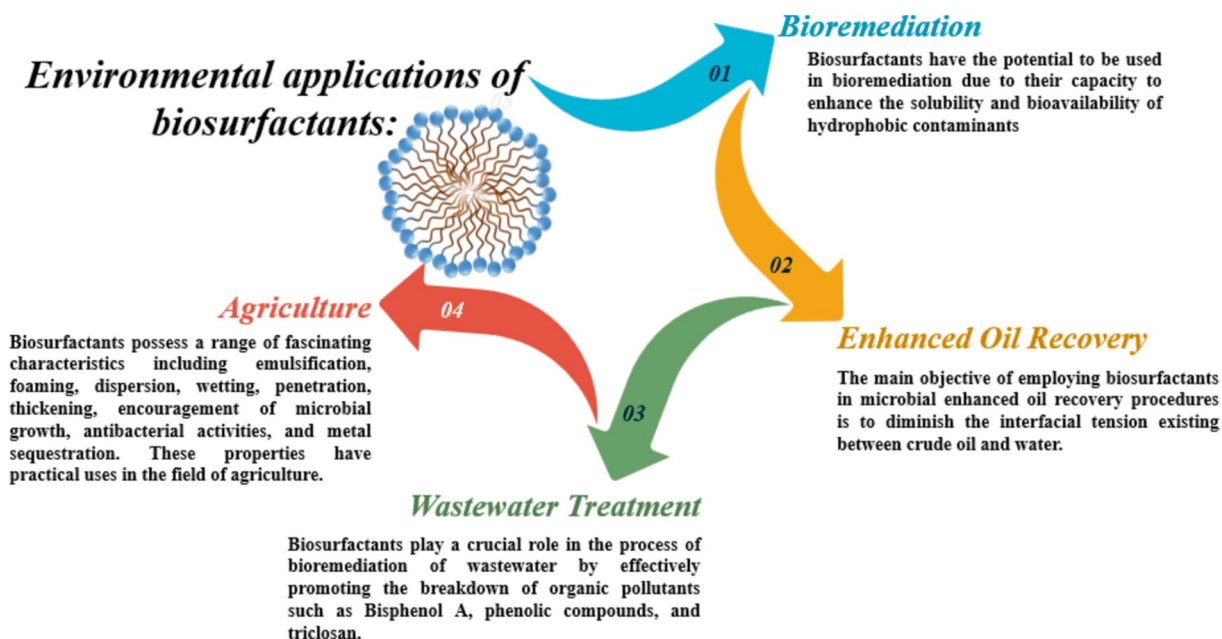 Environmental applications of
biosurfactants:
05
01
Bioremediation
Biosurfactants have the potential to be used
in bioremediation due to their capacity to
enhance the solubility and bioavailability of
hydrophobic contaminants
02
Enhanced Oil Recovery
The main objective of employing biosurfactants
in microbial enhanced oil recovery procedures
is to diminish the interfacial tension existing
between crude oil and water.
03
Wastewater Treatment
Biosurfactants play a crucial role in the process of
bioremediation of wastewater by effectively
promoting the breakdown of organic pollutants
such as Bisphenol A, phenolic compounds, and
triclosan.
04
Agriculture
Biosurfactants possess a range of fascinating
characteristics including emulsification,
foaming, dispersion, wetting, penetration,
thickening, encouragement of microbial
growth, antibacterial activities, and metal
sequestration. These properties have
practical uses in the field of agriculture.